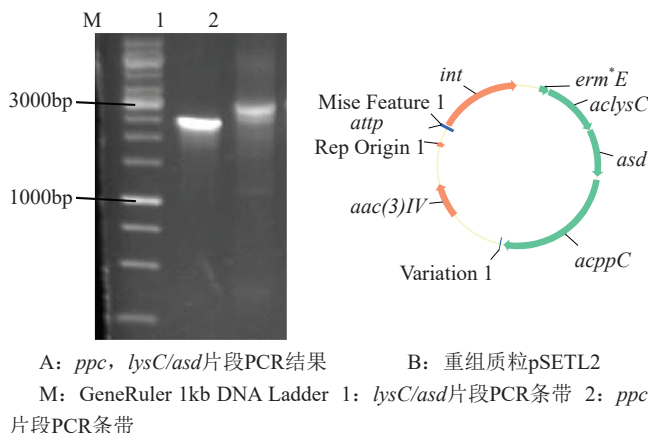 M 1 2
3000bp
1000bp
int
erm*E
aclysC
Mise Feature 1
attp
Rep Origin 1
asd
aac(3)IV
acppC
Variation 1
A：ppc，lysC/asd片段PCR结果
B：重组质粒pSETL2
M：GeneRuler 1kb DNA Ladder 1：lysC/asd片段PCR条带 2：ppc
片段PCR条带